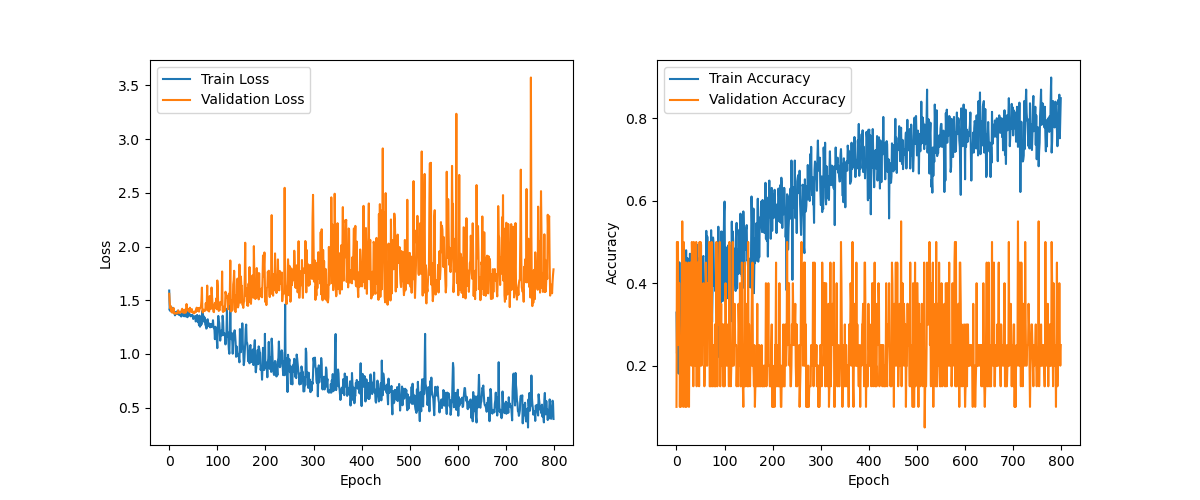 Train Loss
Validation Loss
3.5
3.0
2.5
2.0
1.5
1.0
0.5
Loss
0 100 200 300 400 500 600 700 800
Epoch
Train Accuracy
Validation Accuracy
0.8
0.6
0.4
0.2
Accuracy
0 100 200 300 400 500 600 700 800
Epoch